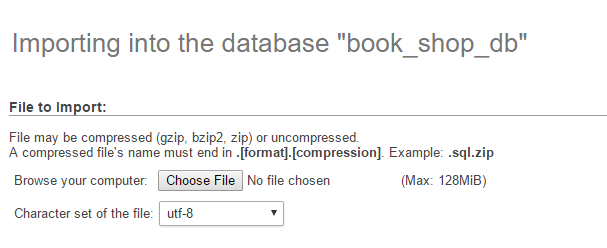 Importing into the database "book_shop_db"
File to Import:
File may be compressed (gzip, bzip2, zip) or uncompressed.
A compressed file's name must end in .[format].[compression]. Example: .sql.zip
Browse your computer: Choose File No file chosen (Max: 128MiB)
Character set of the file: utf-8